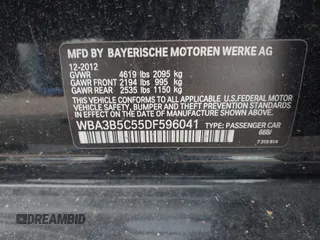 MFD BY BAYERISCHE MOTOREN WERKE AG
12-2012
GVWR 4619 lbs 2095 kg
GAWR FRONT 2194 lbs 995 kg
GAWR REAR 2535 lbs 1150 kg
THIS VEHICLE CONFORMS TO ALL APPLICABLE U.S. FEDERAL MOTOR VEHICLE SAFETY, BUMPER, AND THEFT PREVENTION STANDARDS IN EFFECT ON THE DATE OF MANUFACTURE SHOWN ABOVE.
WBA3B5C55DF596041 TYPE: PASSENGER CAR
668/
DREAMBID